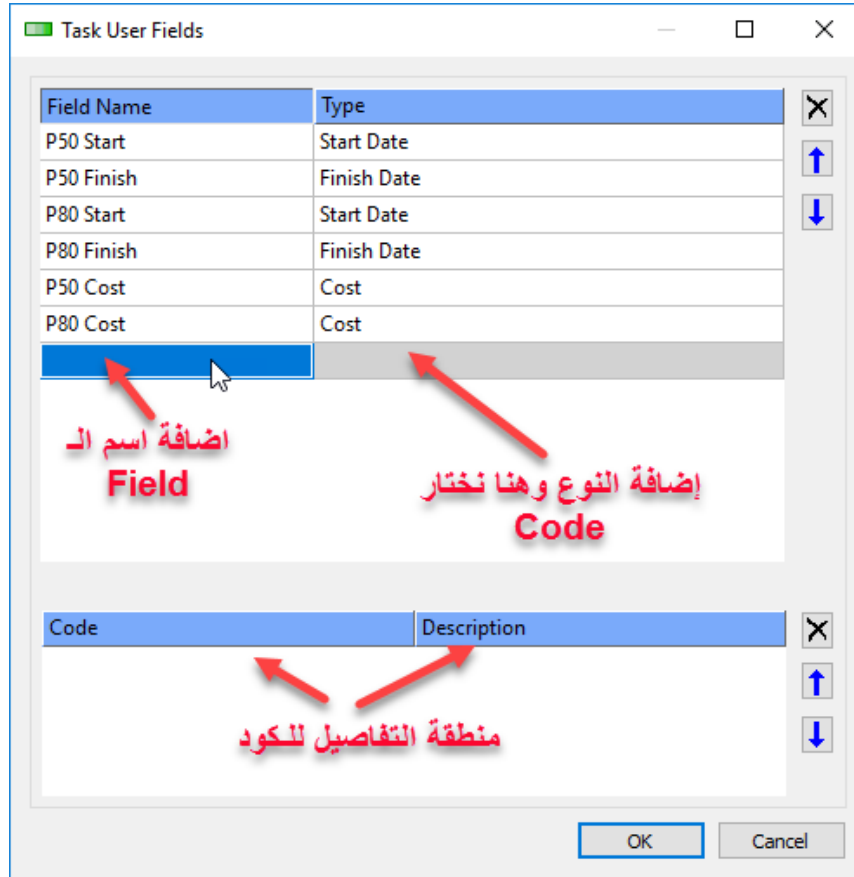 Task User Fields
Field Name Type
P50 Start Start Date
P50 Finish Finish Date
P80 Start Start Date
P80 Finish Finish Date
P50 Cost Cost
P80 Cost Cost
اضافة اسم الـ
Field
إضافة النوع وهنا نختار
Code
Code Description
منطقة التفاصيل للكود
OK Cancel